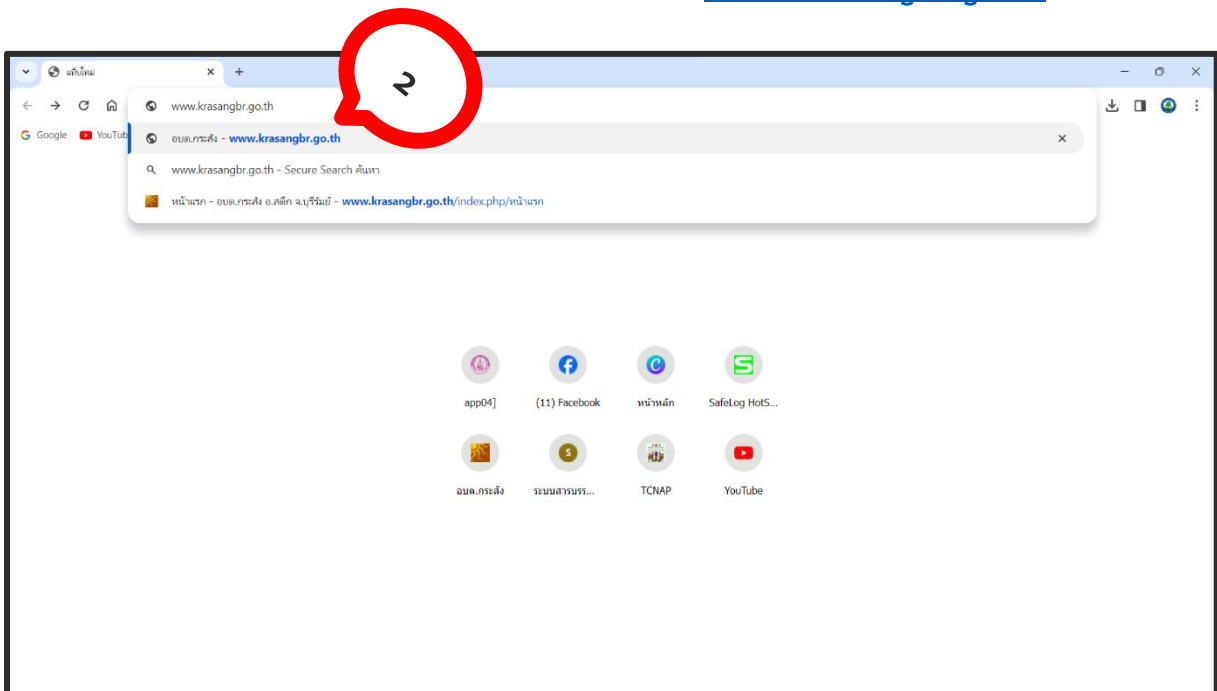 ๒
แท็บใหม่
www.krasangbr.go.th
Google YouTub
อบต.กระสัง - www.krasangbr.go.th
www.krasangbr.go.th - Secure Search ค้นหา
หน้าแรก - อบต.กระสัง อ.สตึก จ.บุรีรัมย์ - www.krasangbr.go.th/index.php/หน้าแรก
app04]
(11) Facebook
หน้าหลัก
SafeLog HotS...
อบต.กระสัง
S
ระบบสารบรร...
TCNAP
YouTube